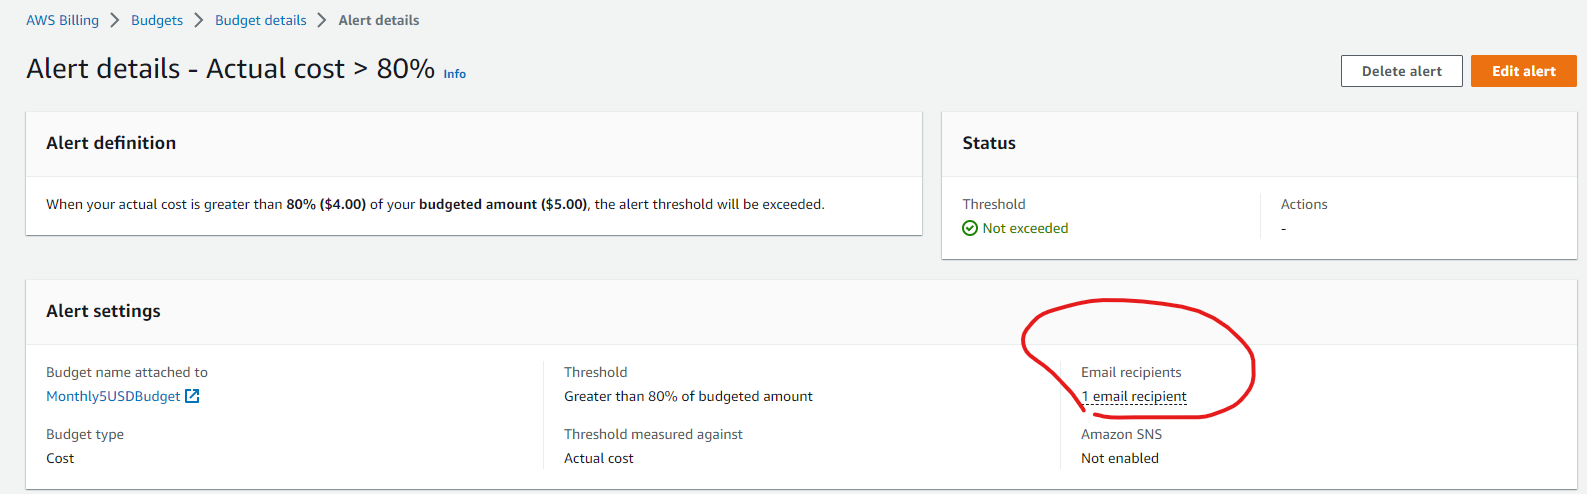 AWS Billing > Budgets > Budget details > Alert details
Alert details - Actual cost > 80% Info
Delete alert
Edit alert
Alert definition
When your actual cost is greater than 80% ($4.00) of your budgeted amount ($5.00), the alert threshold will be exceeded.
Status
Threshold
Not exceeded
Actions
-
Alert settings
Budget name attached to
Monthly5USDBudget
Budget type
Cost
Threshold
Greater than 80% of budgeted amount
Threshold measured against
Actual cost
Email recipients
1 email recipient
Amazon SNS
Not enabled